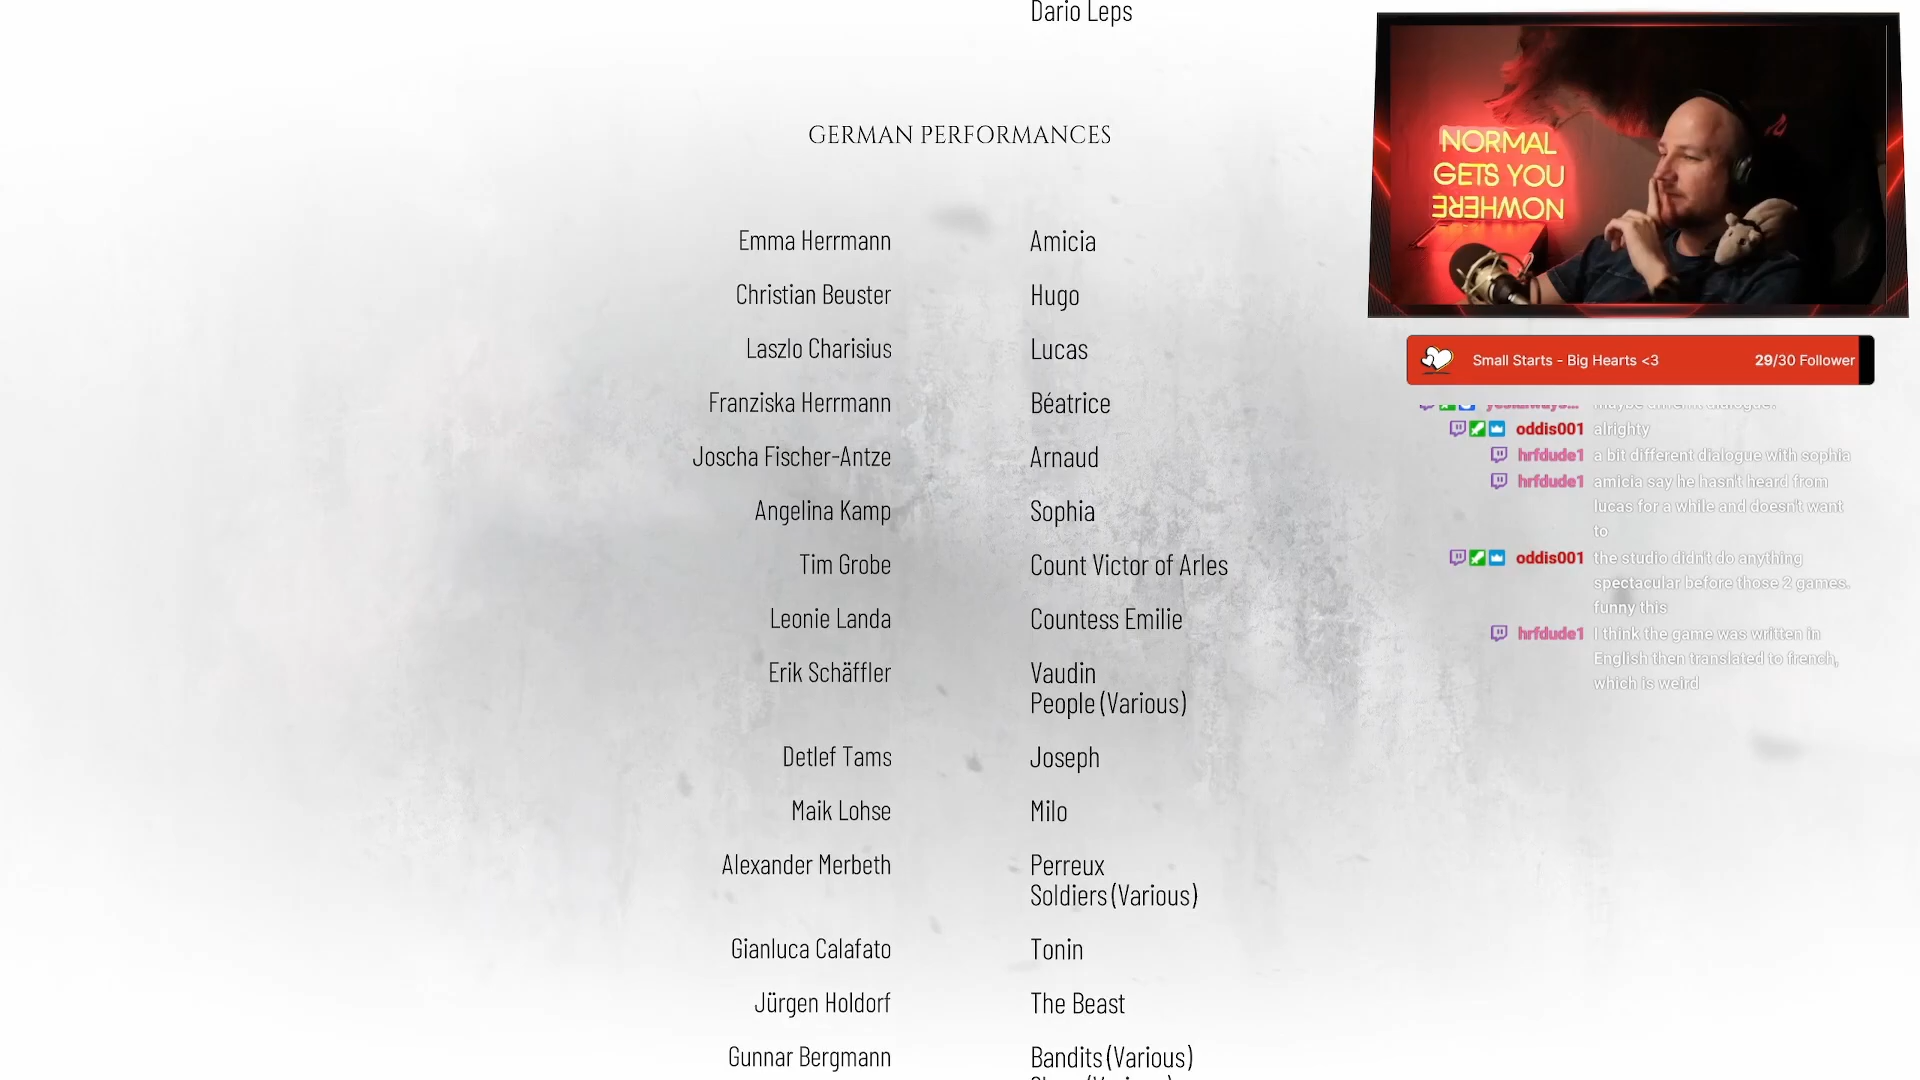 Dario Leps
GERMAN PERFORMANCES
Emma Herrmann Amicia
Christian Beuster Hugo
Laszlo Charisius Lucas
Franziska Herrmann Béatrice
Joscha Fischer-Antze Arnaud
Angelina Kamp Sophia
Tim Grobe Count Victor of Arles
Leonie Landa Countess Emilie
Erik Schäffler Vaudin
People (Various)
Detlef Tams Joseph
Maik Lohse Milo
Alexander Merbeth Perreux
Soldiers (Various)
Gianluca Calafato Tonin
Jürgen Holdorf The Beast
Gunnar Bergmann Bandits (Various)
NORMAL
GETS YOU
NOWHERE
Small Starts - Big Hearts <3 29/30 Follower
oddis001 alrighty
hrfdude1 a bit different dialogue with sophia
hrfdude1 amicia say he hasn't heard from
lucas for a while and doesn't want
to
oddis001 the studio didn't do anything
spectacular before those 2 games.
funny this
hrfdude1 I think the game was written in
English then translated to french,
which is weird